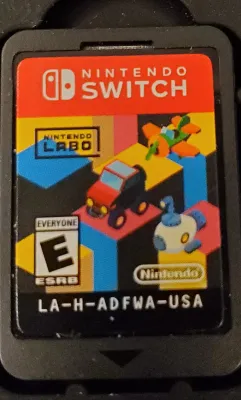 NINTENDO
SWITCH
NINTENDO
LABO
EVERYONE
E
ESRB
Nintendo
LA-H-ADFWA-USA